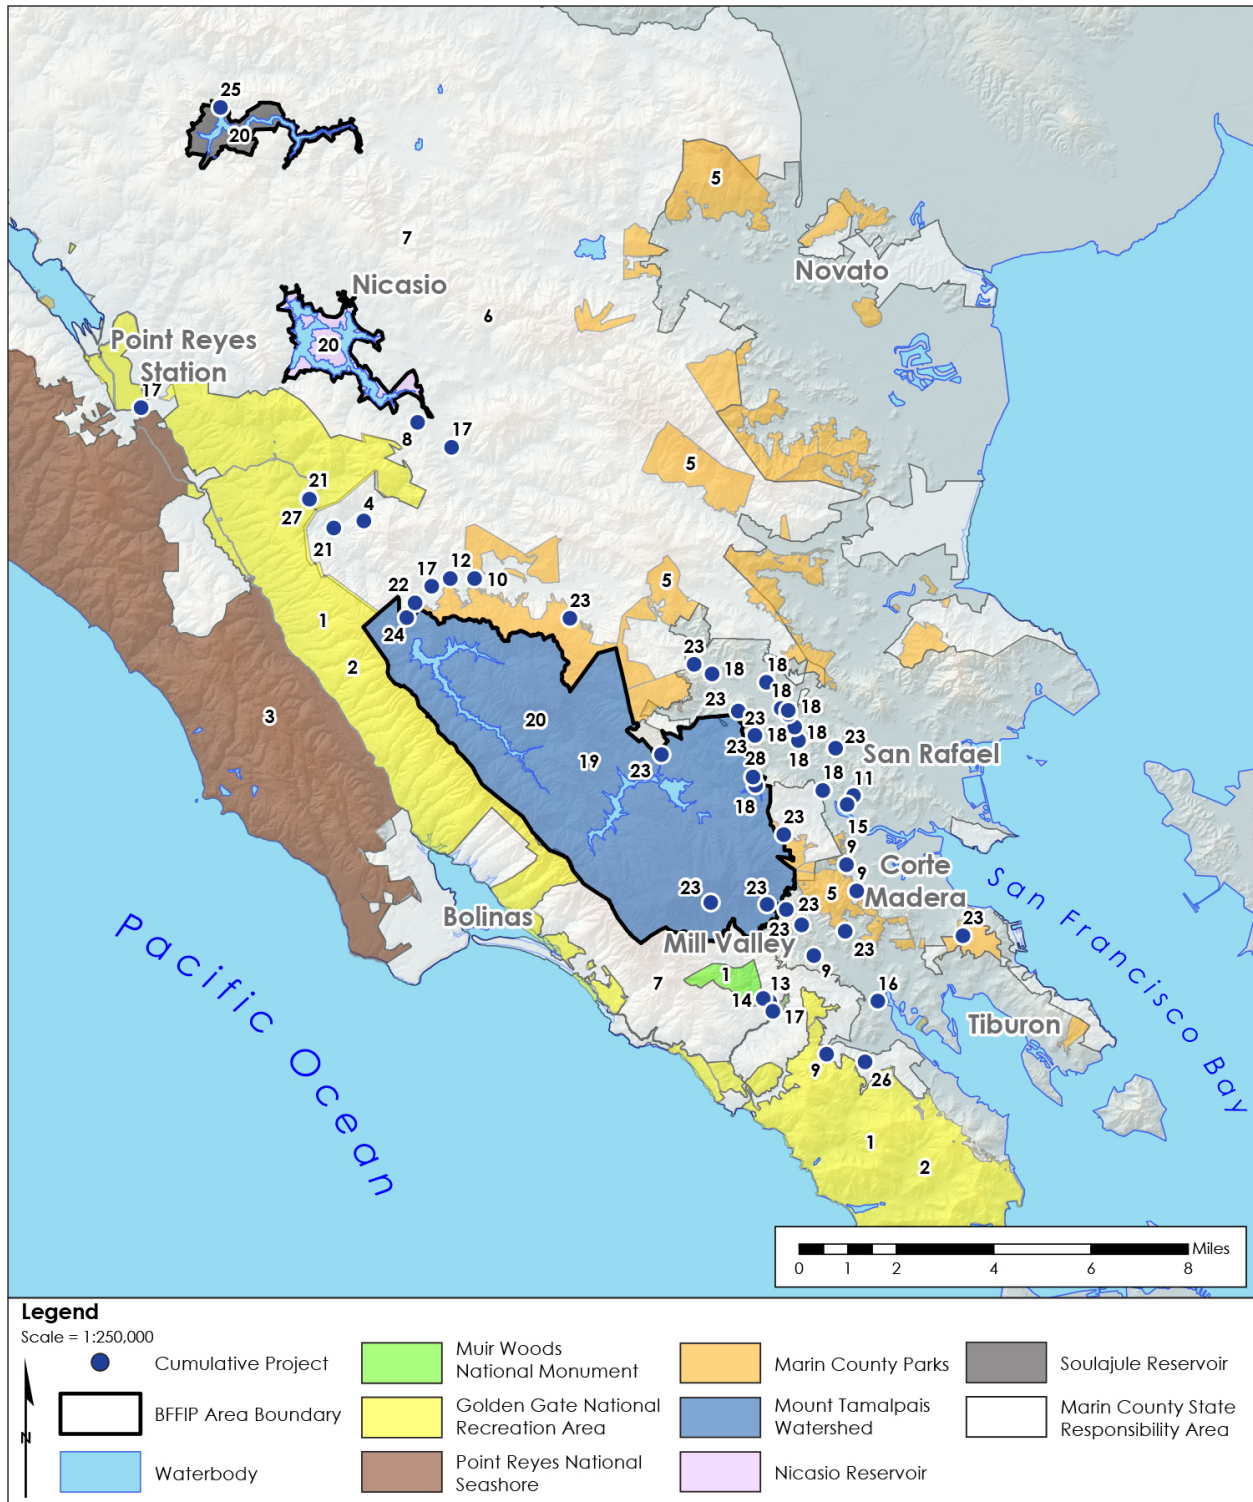 25
20
5
7
Novato
Nicasio
6
20
Point Reyes
Station
17
8
17
5
21
4
27
21
12
17
10
22
5
23
24
1
2
23
18
18
18
3
20
23
18
23
18
23
19
23
18
San Rafael
28
23
18
11
18
15
23
9
9
Corte
Madera
5
23
23
23
23
23
23
Bolinas
Mill Valley
9
1
7
14
13
17
16
Tiburon
9
26
1
2
Pacific Ocean
San Francisco Bay
Miles
0 1 2 4 6 8
Legend
Scale = 1:250,000
N
Cumulative Project
BFFIP Area Boundary
Waterbody
Muir Woods
National Monument
Golden Gate National
Recreation Area
Point Reyes National
Seashore
Marin County Parks
Mount Tamalpais
Watershed
Nicasio Reservoir
Soulajule Reservoir
Marin County State
Responsibility Area